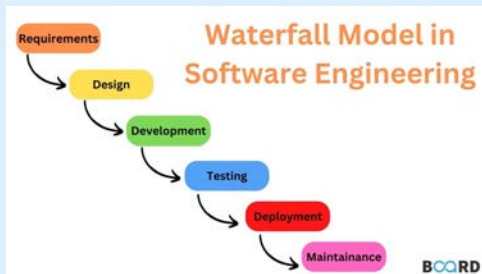 Waterfall Model in
Software Engineering
Requirements
Design
Development
Testing
Deployment
Maintainance
BOARD